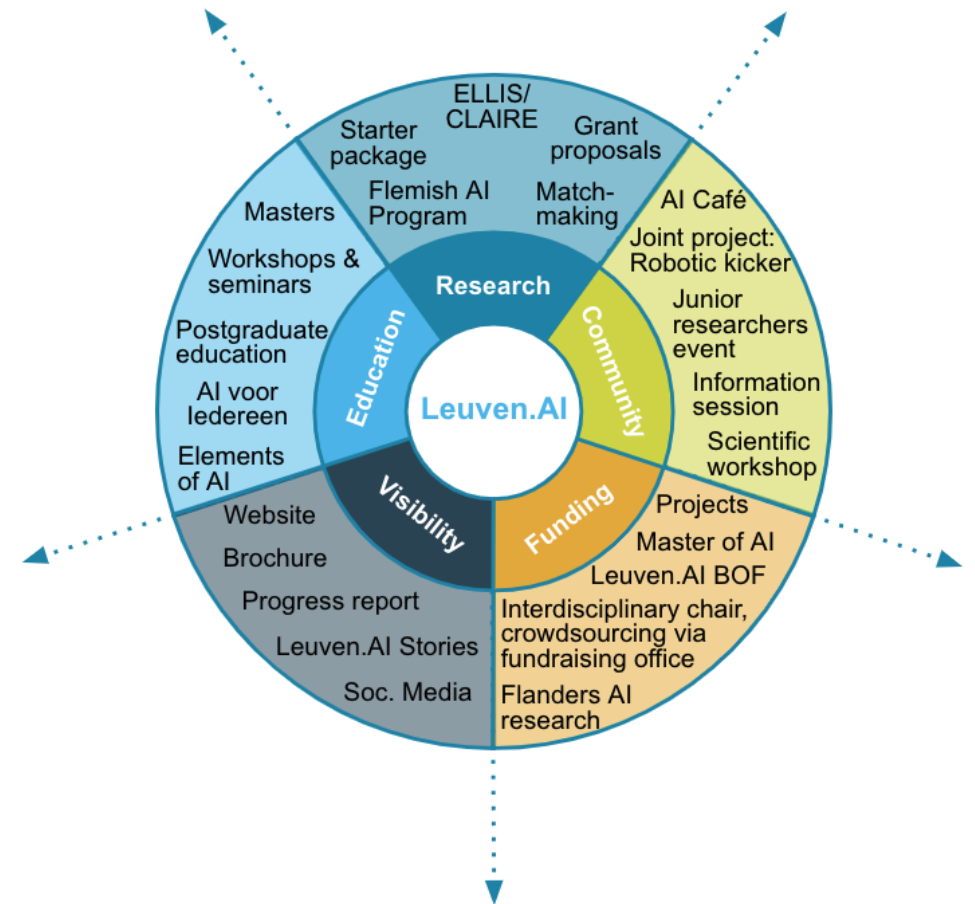 ELLIS/
CLAIRE
Starter
package
Grant
proposals
Flemish AI
Program
Match-
making
Research
AI Café
Joint project:
Robotic kicker
Junior
researchers
event
Information
session
Scientific
workshop
Community
Projects
Master of AI
Leuven.AI BOF
Interdisciplinary chair,
crowdsourcing via
fundraising office
Flanders AI
research
Funding
Website
Brochure
Progress report
Leuven.AI Stories
Soc. Media
Visibility
Masters
Workshops &
seminars
Postgraduate
education
AI voor
Iedereen
Elements
of AI
Education
Leuven.AI